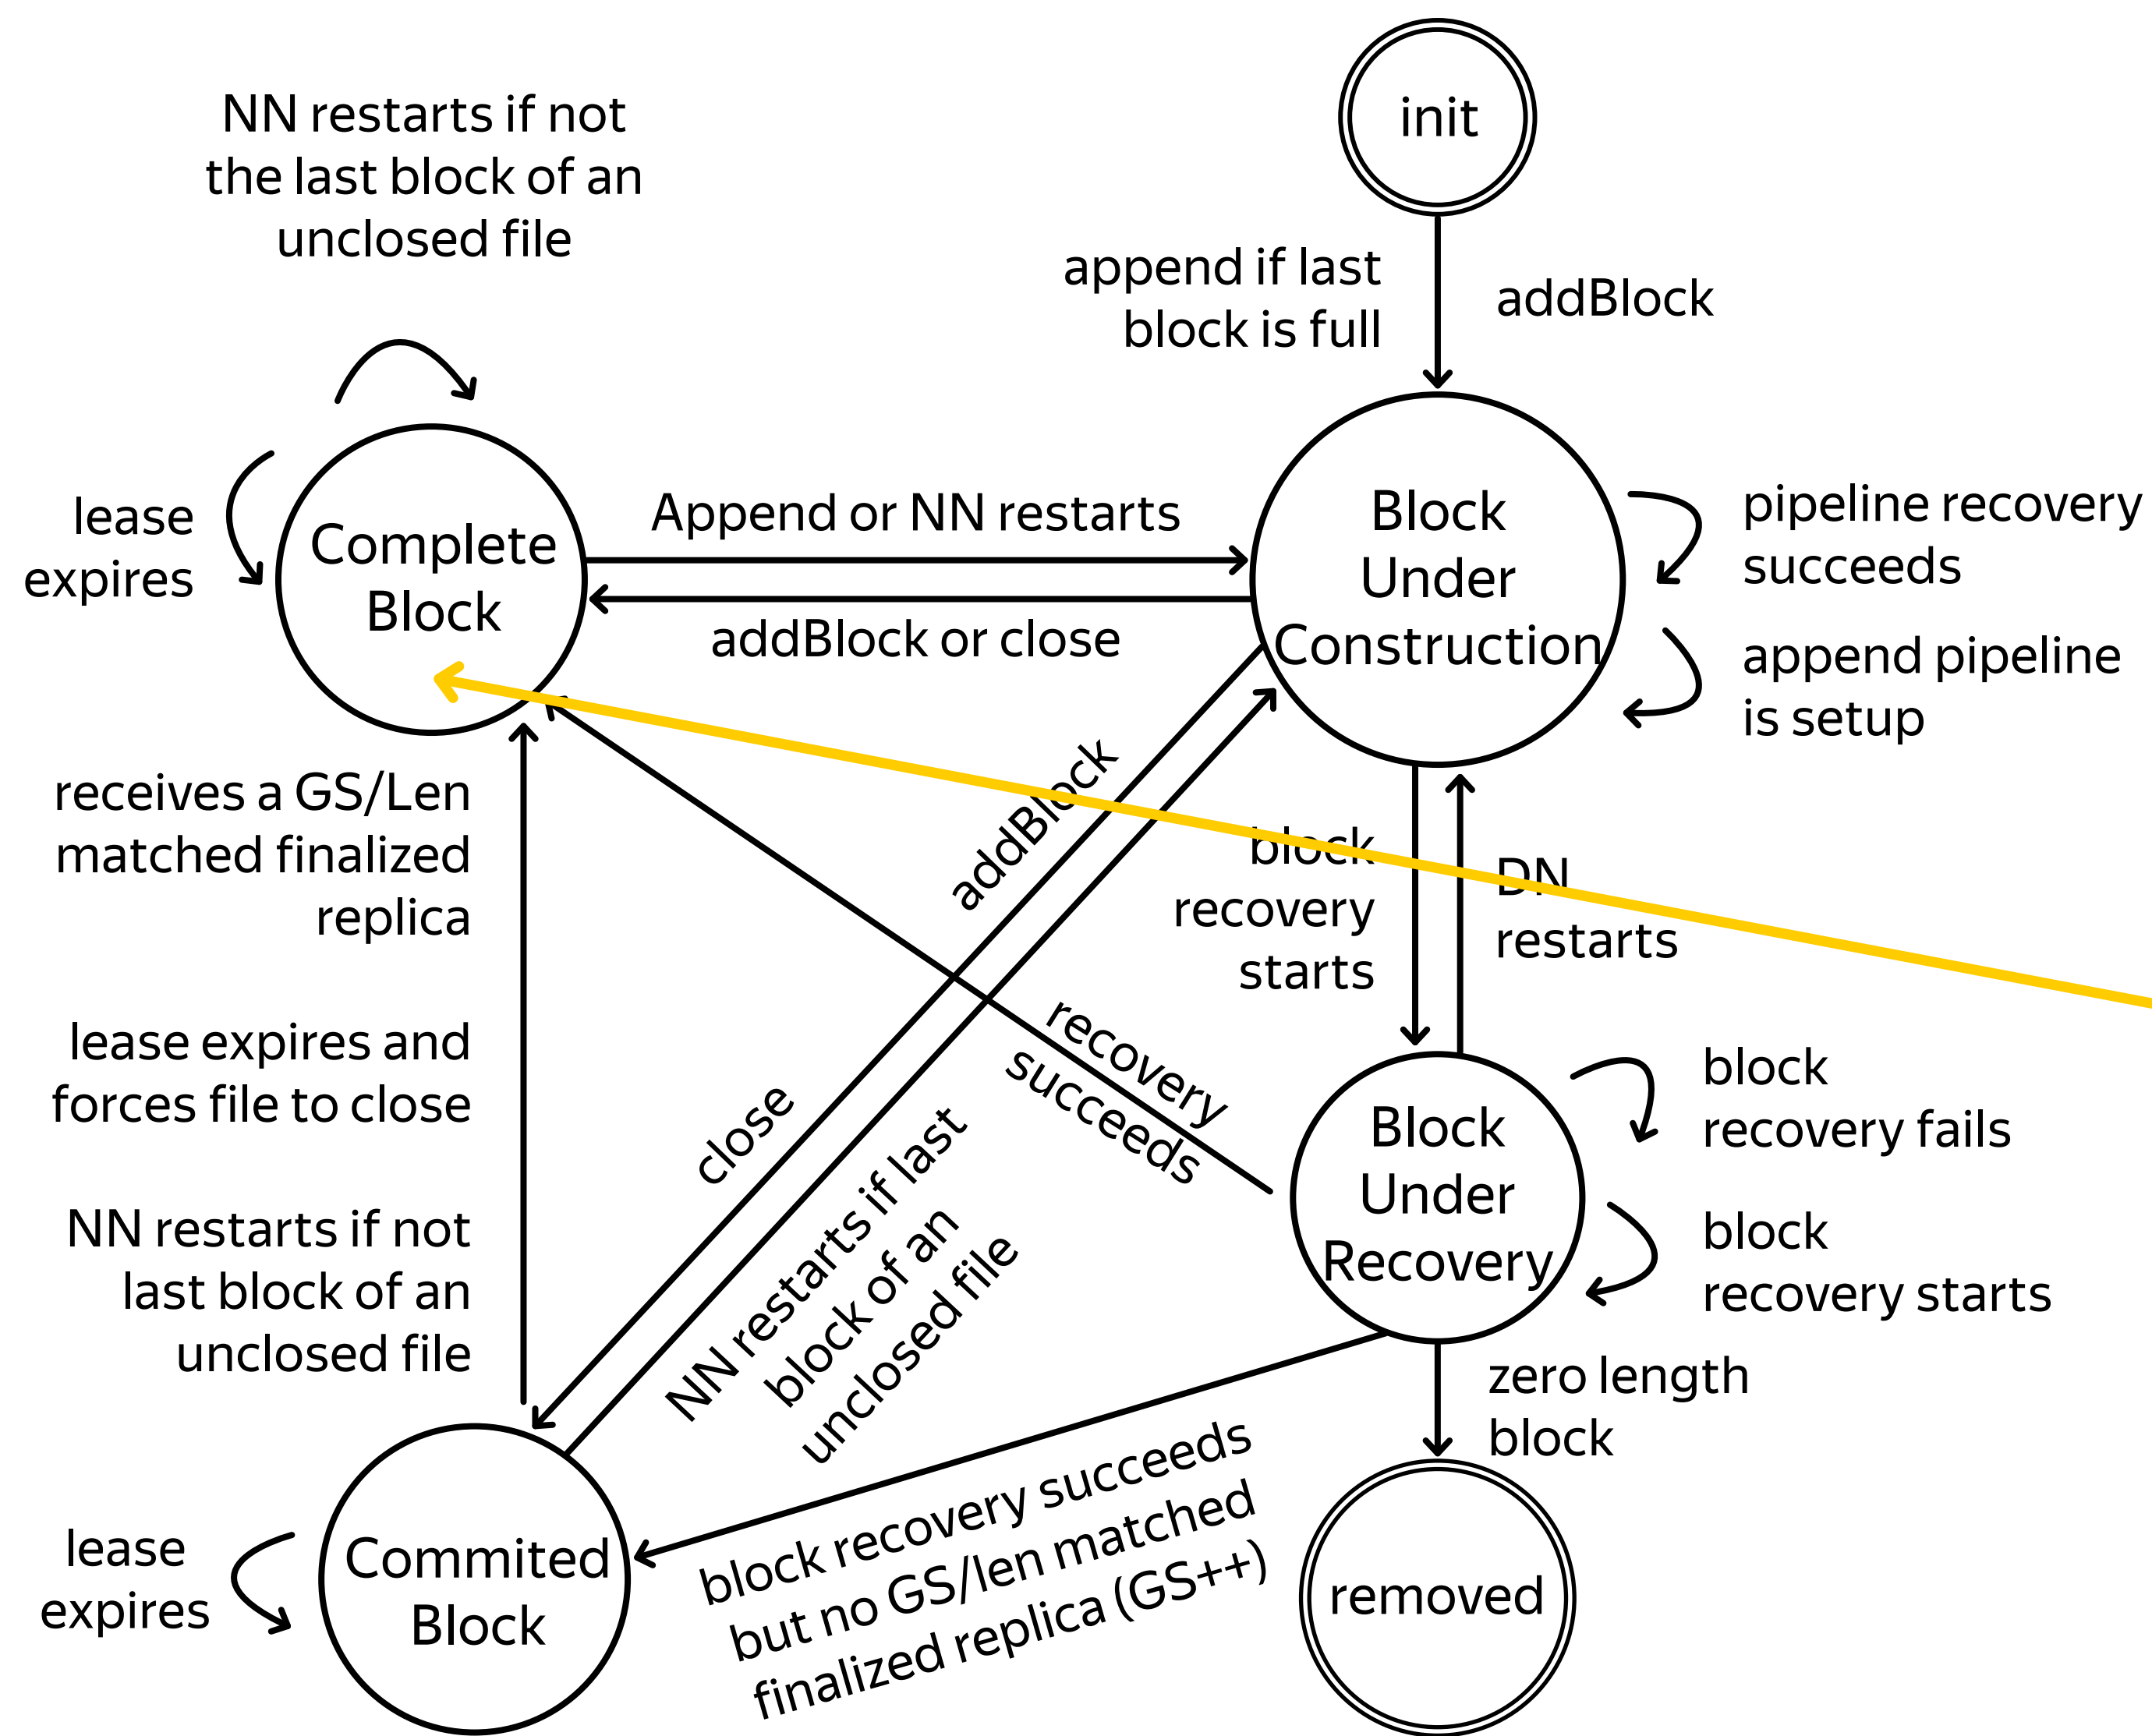 init
NN restarts if not
the last block of an
unclosed file
append if last
block is full
addBlock
lease
expires
Complete
Block
Append or NN restarts
addBlock or close
Block
Under
Construction
pipeline recovery
succeeds
append pipeline
is setup
receives a GS/Len
matched finalized
replica
lease expires and
forces file to close
NN restarts if not
last block of an
unclosed file
addBlock
close
NN restarts if last
block of an
unclosed file
recovery
succeeds
block
recovery
starts
DN
restarts
Block
Under
Recovery
block
recovery fails
block
recovery starts
zero length
block
lease
expires
Commited
Block
block recovery succeeds
but no GS/len matched
finalized replica (GS++)
removed